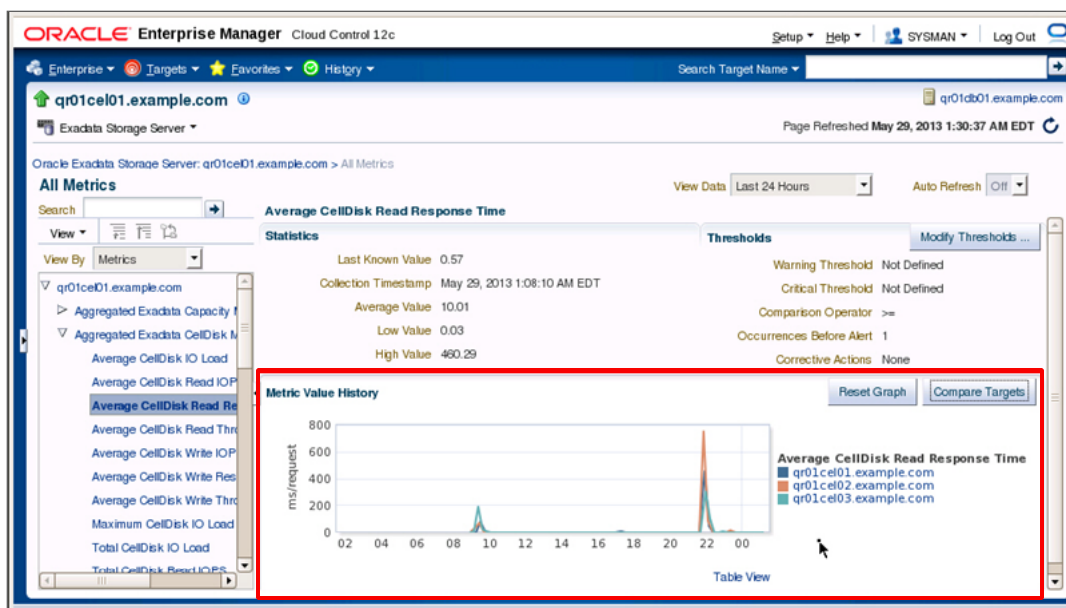 ORACLE Enterprise Manager Cloud Control 12c
Setup Help SYSMAN Log Out
Enterprise Targets Favorites History Search Target Name
qr01cel01.example.com
qr01db01.example.com
Exadata Storage Server
Page Refreshed May 29, 2013 1:30:37 AM EDT
Oracle Exadata Storage Server: qr01cel01.example.com > All Metrics
All Metrics
View Data Last 24 Hours Auto Refresh Off
Search
View
View By Metrics
qr01cel01.example.com
Aggregated Exadata Capacity
Aggregated Exadata CellDisk M
Average CellDisk IO Load
Average CellDisk Read IOP
Average CellDisk Read Re
Average CellDisk Read Thro
Average CellDisk Write IOP
Average CellDisk Write Res
Average CellDisk Write Thro
Maximum CellDisk IO Load
Total CellDisk IO Load
Total CellDisk Read IOPS
Average CellDisk Read Response Time
Statistics
Last Known Value 0.57
Collection Timestamp May 29, 2013 1:08:10 AM EDT
Average Value 10.01
Low Value 0.03
High Value 460.29
Thresholds
Modify Thresholds ...
Warning Threshold Not Defined
Critical Threshold Not Defined
Comparison Operator >=
Occurrences Before Alert 1
Corrective Actions None
Metric Value History
Reset Graph Compare Targets
ms/request
800
600
400
200
0
02 04 06 08 10 12 14 16 18 20 22 00
Average CellDisk Read Response Time
qr01cel01.example.com
qr01cel02.example.com
qr01cel03.example.com
Table View